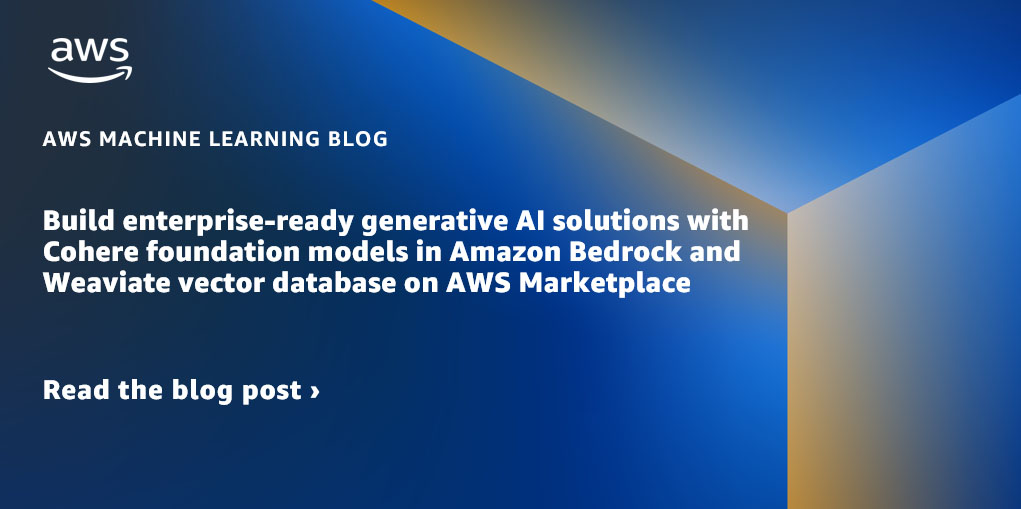 aws
AWS MACHINE LEARNING BLOG
Build enterprise-ready generative AI solutions with
Cohere foundation models in Amazon Bedrock and
Weaviate vector database on AWS Marketplace
Read the blog post ›